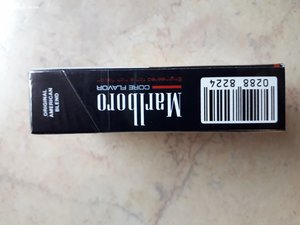 Marlboro
CORE FLAVOR
0288
8224
ORIGINAL
AMERICAN
BLEND